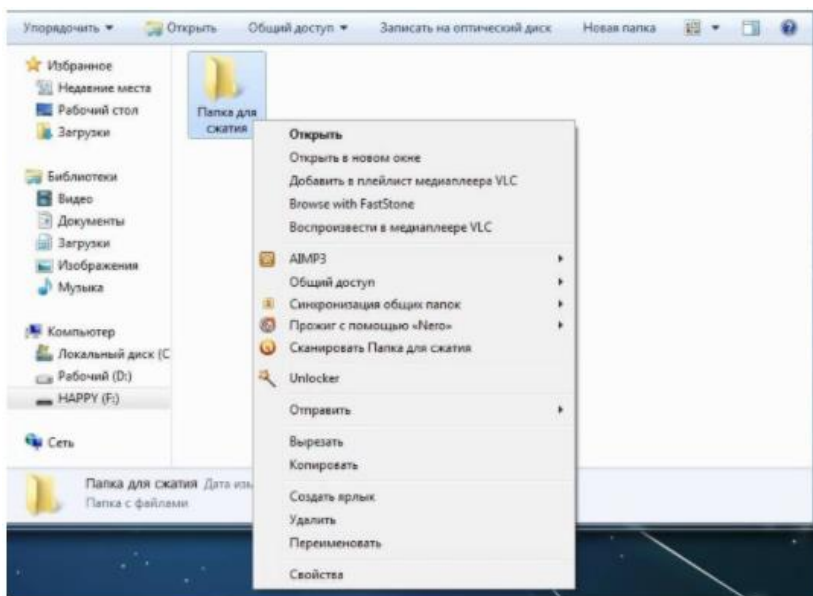 Упорядочить
Открыть
Общий доступ
Записать на оптический диск
Новая папка
Избранное
Недавние места
Рабочий стол
Загрузки
Библиотеки
Видео
Документы
Загрузки
Изображения
Музыка
Компьютер
Локальный диск (C
Рабочий (D:)
HAPPY (F:)
Сеть
Папка для
сжатия
Открыть
Открыть в новом окне
Добавить в плейлист медиаплеера VLC
Browse with FastStone
Воспроизвести в медиаплеере VLC
AIMP3
Общий доступ
Синхронизация общих папок
Прожиг с помощью «Nero»
Сканировать Папка для сжатия
Unlocker
Отправить
Вырезать
Копировать
Создать ярлык
Удалить
Переименовать
Свойства
Папка для сжатия Дата изм
Папка с файлами